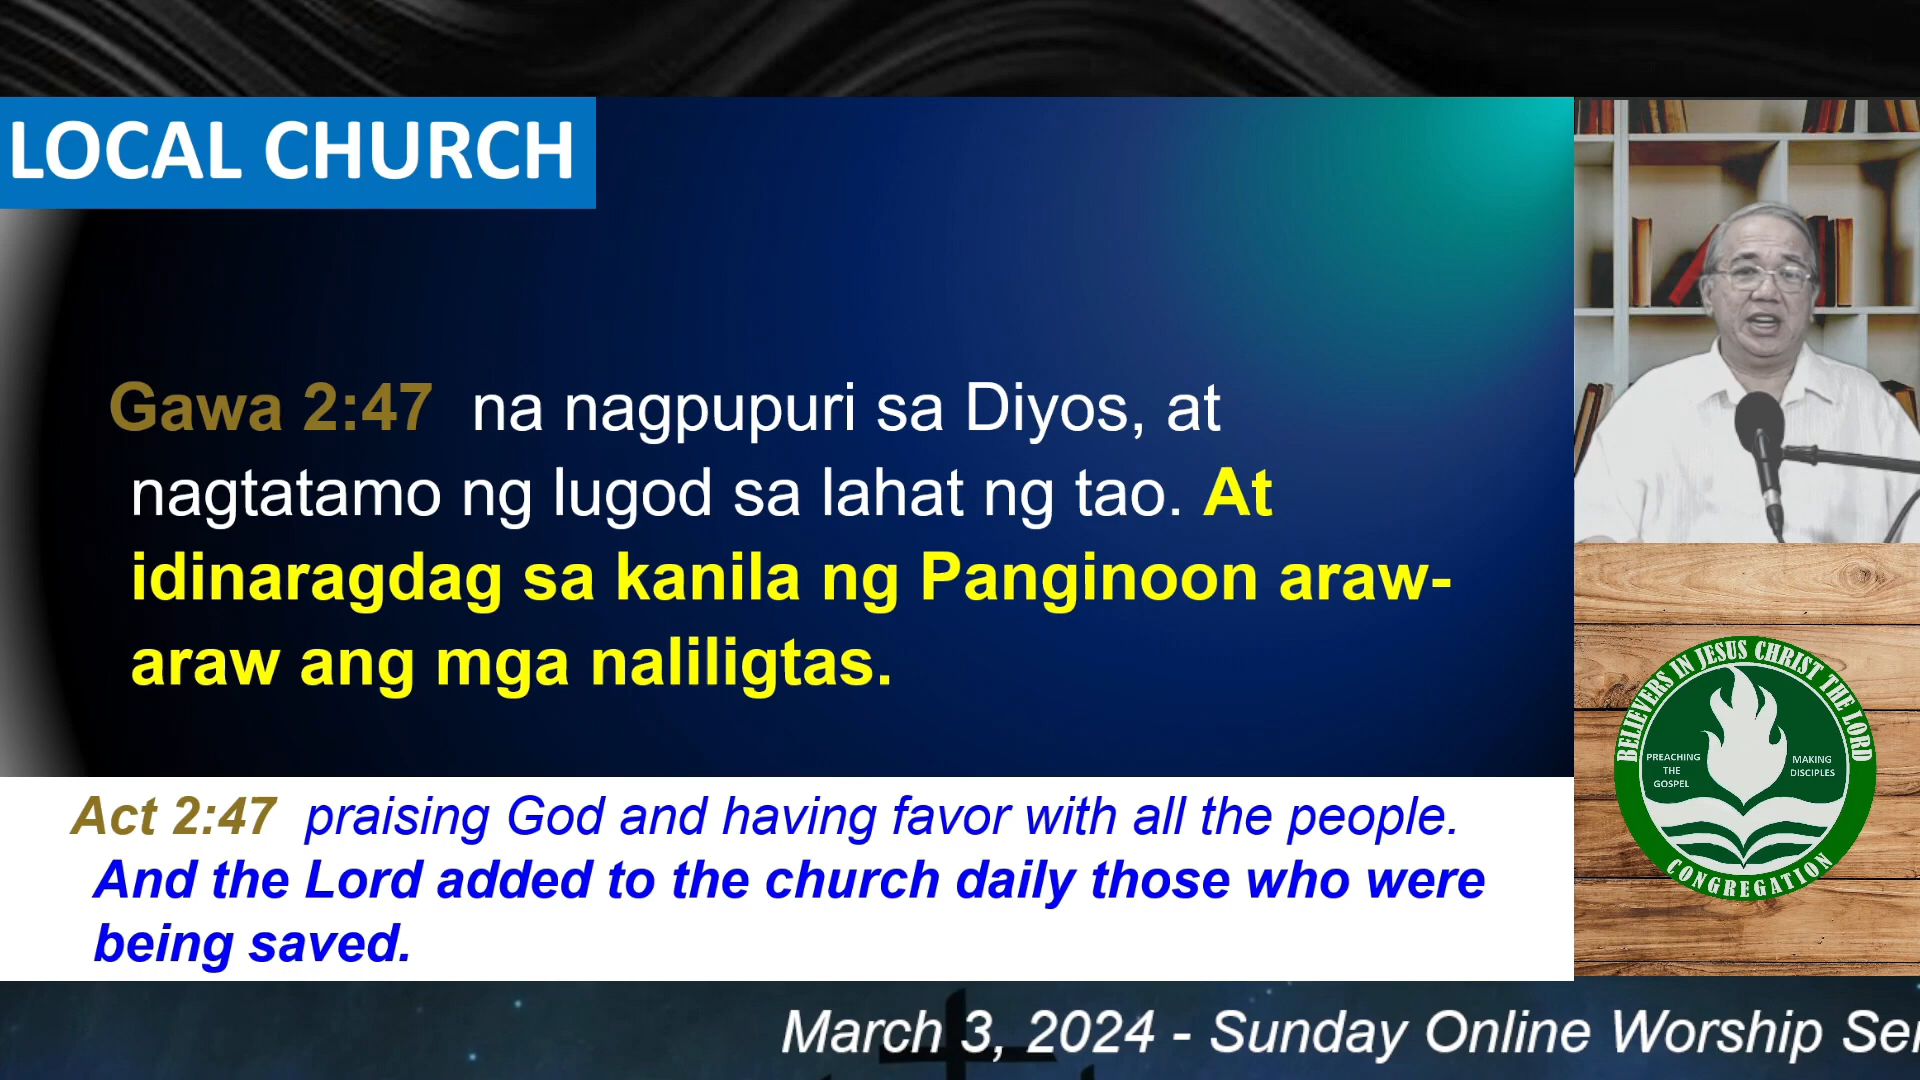 LOCAL CHURCH
Gawa 2:47 na nagpupuri sa Diyos, at
nagtatamo ng lugod sa lahat ng tao. At
idinaragdag sa kanila ng Panginoon araw-
araw ang mga naliligtas.
Act 2:47 praising God and having favor with all the people.
And the Lord added to the church daily those who were
being saved.
BELIEVERS IN JESUS CHRIST THE LORD
PREACHING
THE
GOSPEL
MAKING
DISCIPLES
CONGREGATION
March 3, 2024 - Sunday Online Worship Ser